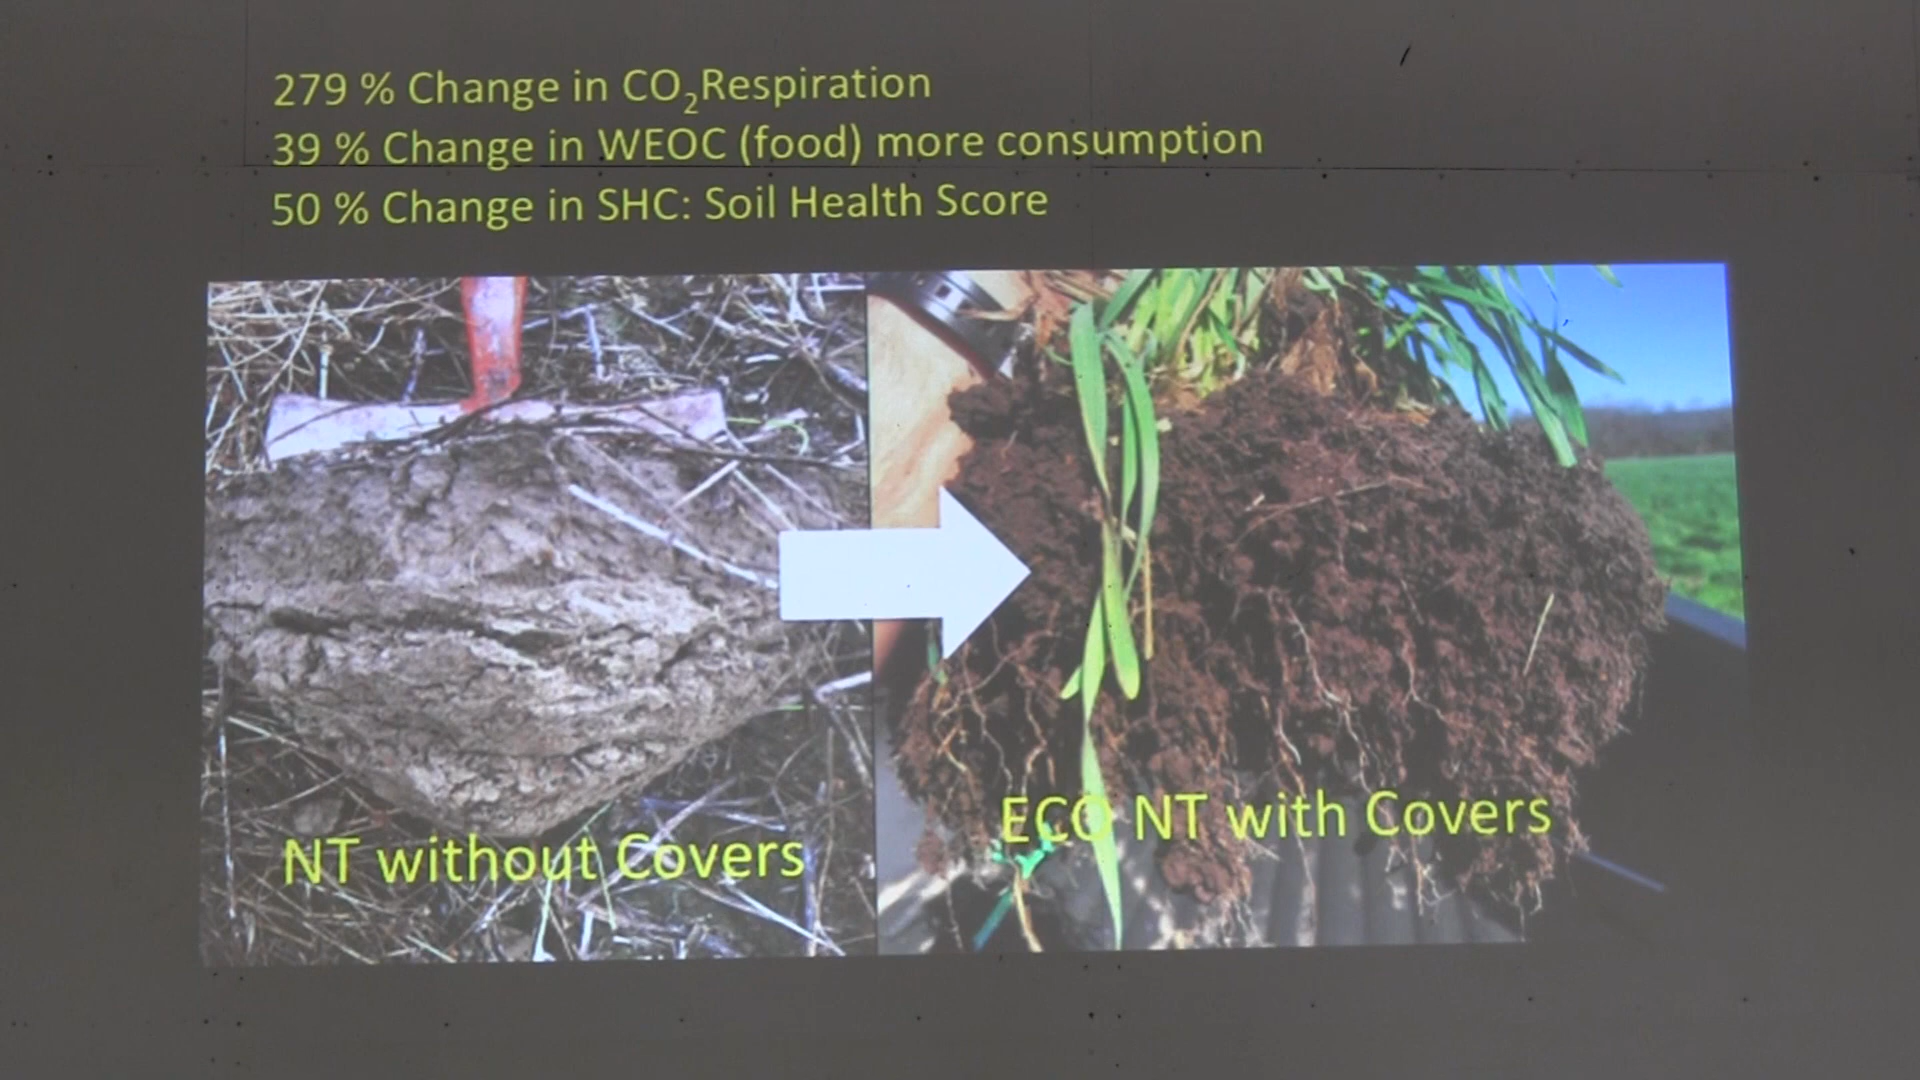 279 % Change in CO₂Respiration
39 % Change in WEOC (food) more consumption
50 % Change in SHC: Soil Health Score
NT without Covers
ECO NT with Covers